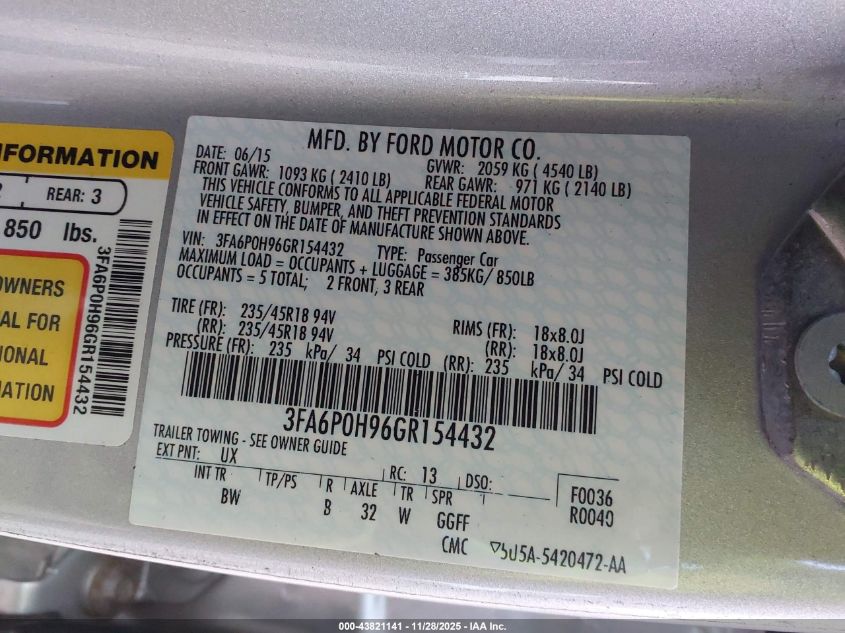 NFORMATION
REAR: 3
850 lbs.
OWNERS
AL FOR
IONAL
ATION
3FA6P0H96GR154432
MFD. BY FORD MOTOR CO.
DATE: 06/15 GVWR: 2059 KG (4540 LB)
FRONT GAWR: 1093 KG (2410 LB) REAR GAWR: 971 KG (2140 LB)
THIS VEHICLE CONFORMS TO ALL APPLICABLE FEDERAL MOTOR
VEHICLE SAFETY, BUMPER, AND THEFT PREVENTION STANDARDS
IN EFFECT ON THE DATE OF MANUFACTURE SHOWN ABOVE.
VIN: 3FA6P0H96GR154432 TYPE: Passenger Car
MAXIMUM LOAD = OCCUPANTS + LUGGAGE = 385KG/ 850LB
OCCUPANTS = 5 TOTAL; 2 FRONT, 3 REAR
TIRE (FR): 235/45R18 94V RIMS (FR): 18x8.0J
(RR): 235/45R18 94V (RR): 18x8.0J
PRESSURE (FR): 235 kPa/ 34 PSI COLD (RR): 235 kPa/ 34 PSI COLD
3FA6P0H96GR154432
TRAILER TOWING - SEE OWNER GUIDE
EXT PNT: UX RC: 13 DSO: F0036
INT TR TP/PS R AXLE TR SPR R0040
BW B 32 W GGFF
CMC 5U5A-5420472-AA
000-43821141 - 11/28/2025 - IAA Inc.